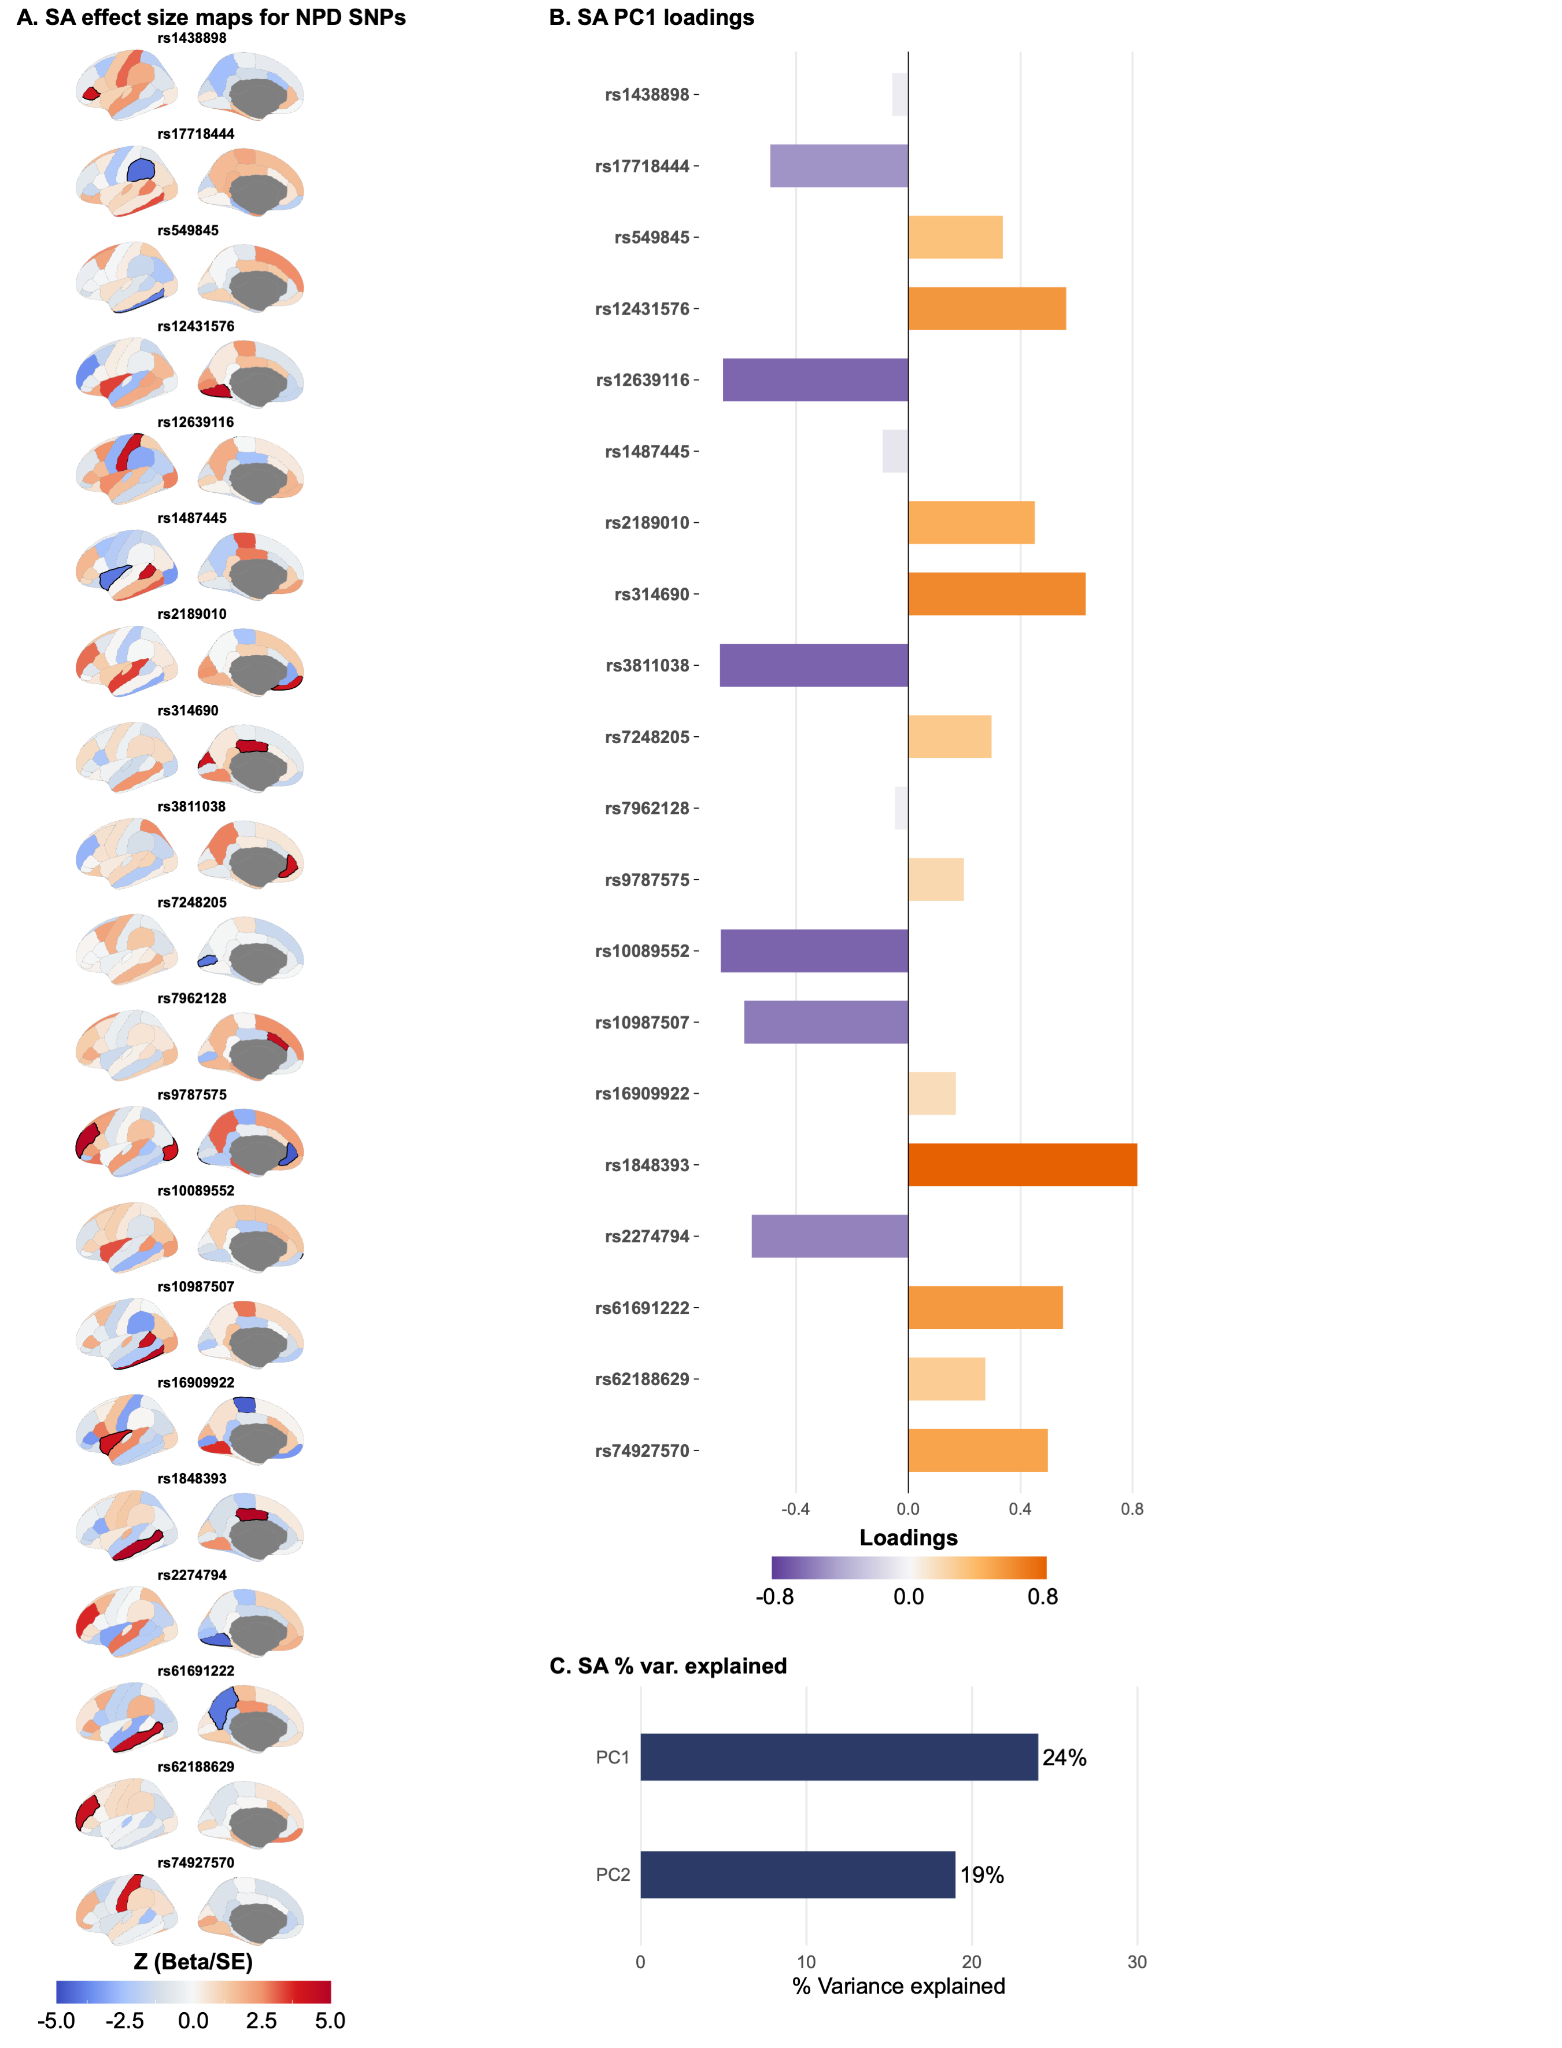 A. SA effect size maps for NPD SNPs
rs1438898
rs17718444
rs549845
rs12431576
rs12639116
rs1487445
rs2189010
rs314690
rs3811038
rs7248205
rs7962128
rs9787575
rs10089552
rs10987507
rs16909922
rs1848393
rs2274794
rs61691222
rs62188629
rs74927570
Z (Beta/SE)
-5.0 -2.5 0.0 2.5 5.0
B. SA PC1 loadings
rs1438898
rs17718444
rs549845
rs12431576
rs12639116
rs1487445
rs2189010
rs314690
rs3811038
rs7248205
rs7962128
rs9787575
rs10089552
rs10987507
rs16909922
rs1848393
rs2274794
rs61691222
rs62188629
rs74927570
-0.4 0.0 0.4 0.8
Loadings
-0.8 0.0 0.8
C. SA % var. explained
PC1 24%
PC2 19%
0 10 20 30
% Variance explained